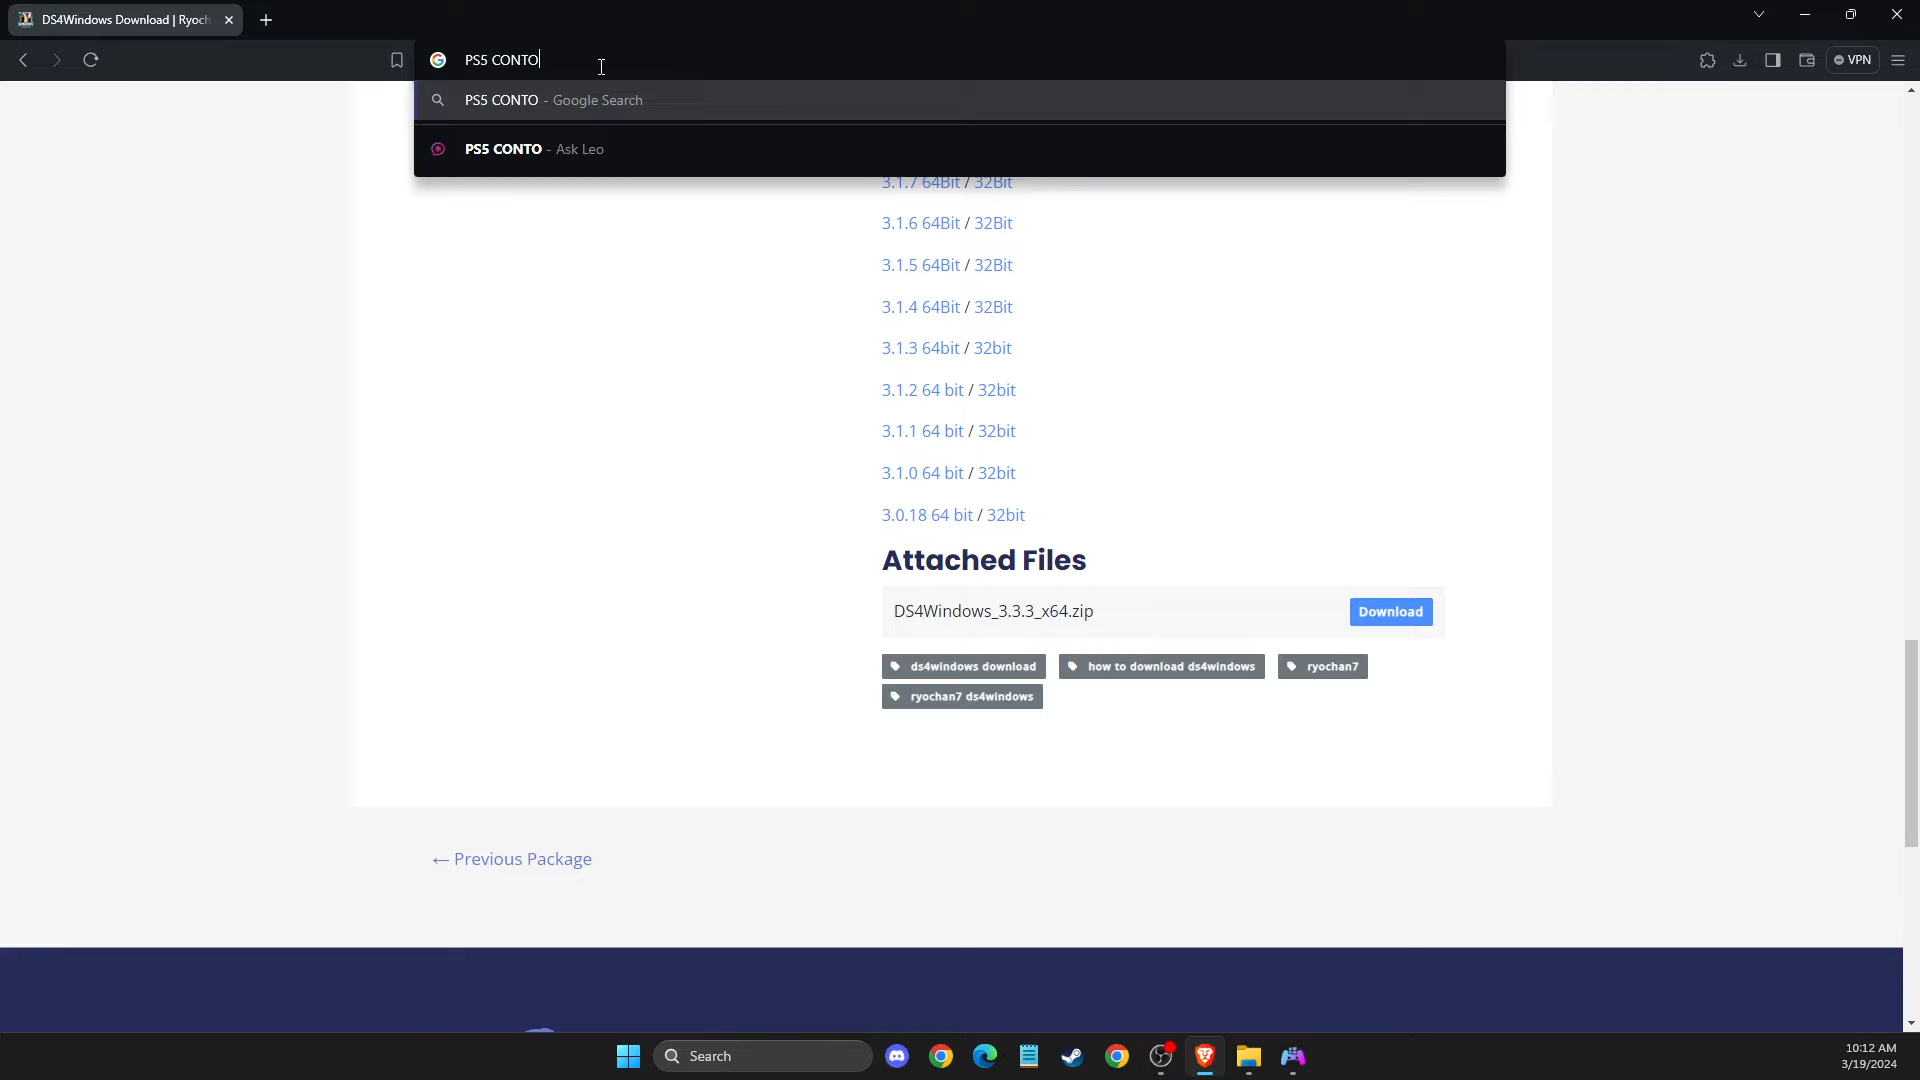 DS4Windows Download | Ryoch
PS5 CONTO
VPN
PS5 CONTO - Google Search
PS5 CONTO - Ask Leo
3.1.7 64Bit / 32Bit
3.1.6 64Bit / 32Bit
3.1.5 64Bit / 32Bit
3.1.4 64Bit / 32Bit
3.1.3 64bit / 32bit
3.1.2 64 bit / 32bit
3.1.1 64 bit / 32bit
3.1.0 64 bit / 32bit
3.0.18 64 bit / 32bit
Attached Files
DS4Windows_3.3.3_x64.zip Download
ds4windows download how to download ds4windows ryochan7
ryochan7 ds4windows
← Previous Package
Search
10:12 AM
3/19/2024